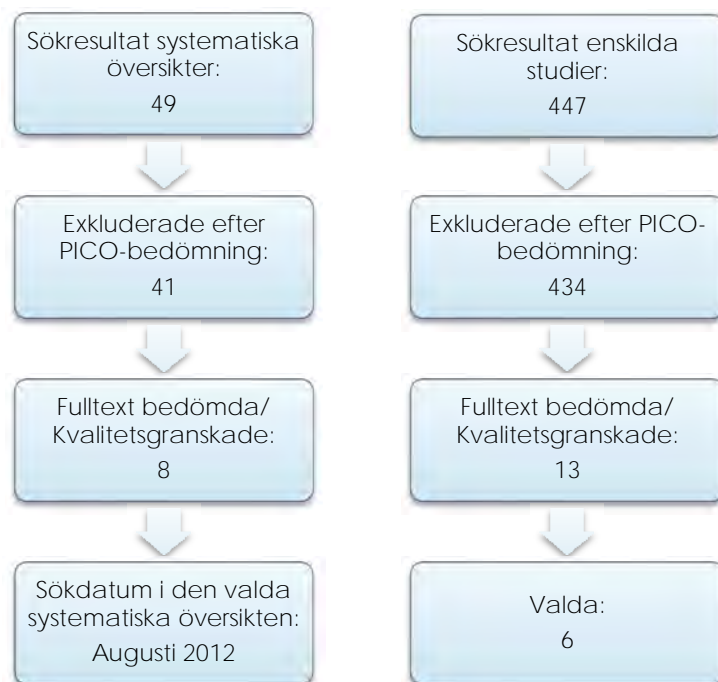 Sökresultat systematiska
översikter:
49
Exkluderade efter
PICO-bedömning:
41
Fulltext bedömda/
Kvalitetsgranskade:
8
Sökdatum i den valda
systematiska översikten:
Augusti 2012
Sökresultat enskilda
studier:
447
Exkluderade efter PICO-
bedömning:
434
Fulltext bedömda/
Kvalitetsgranskade:
13
Valda:
6